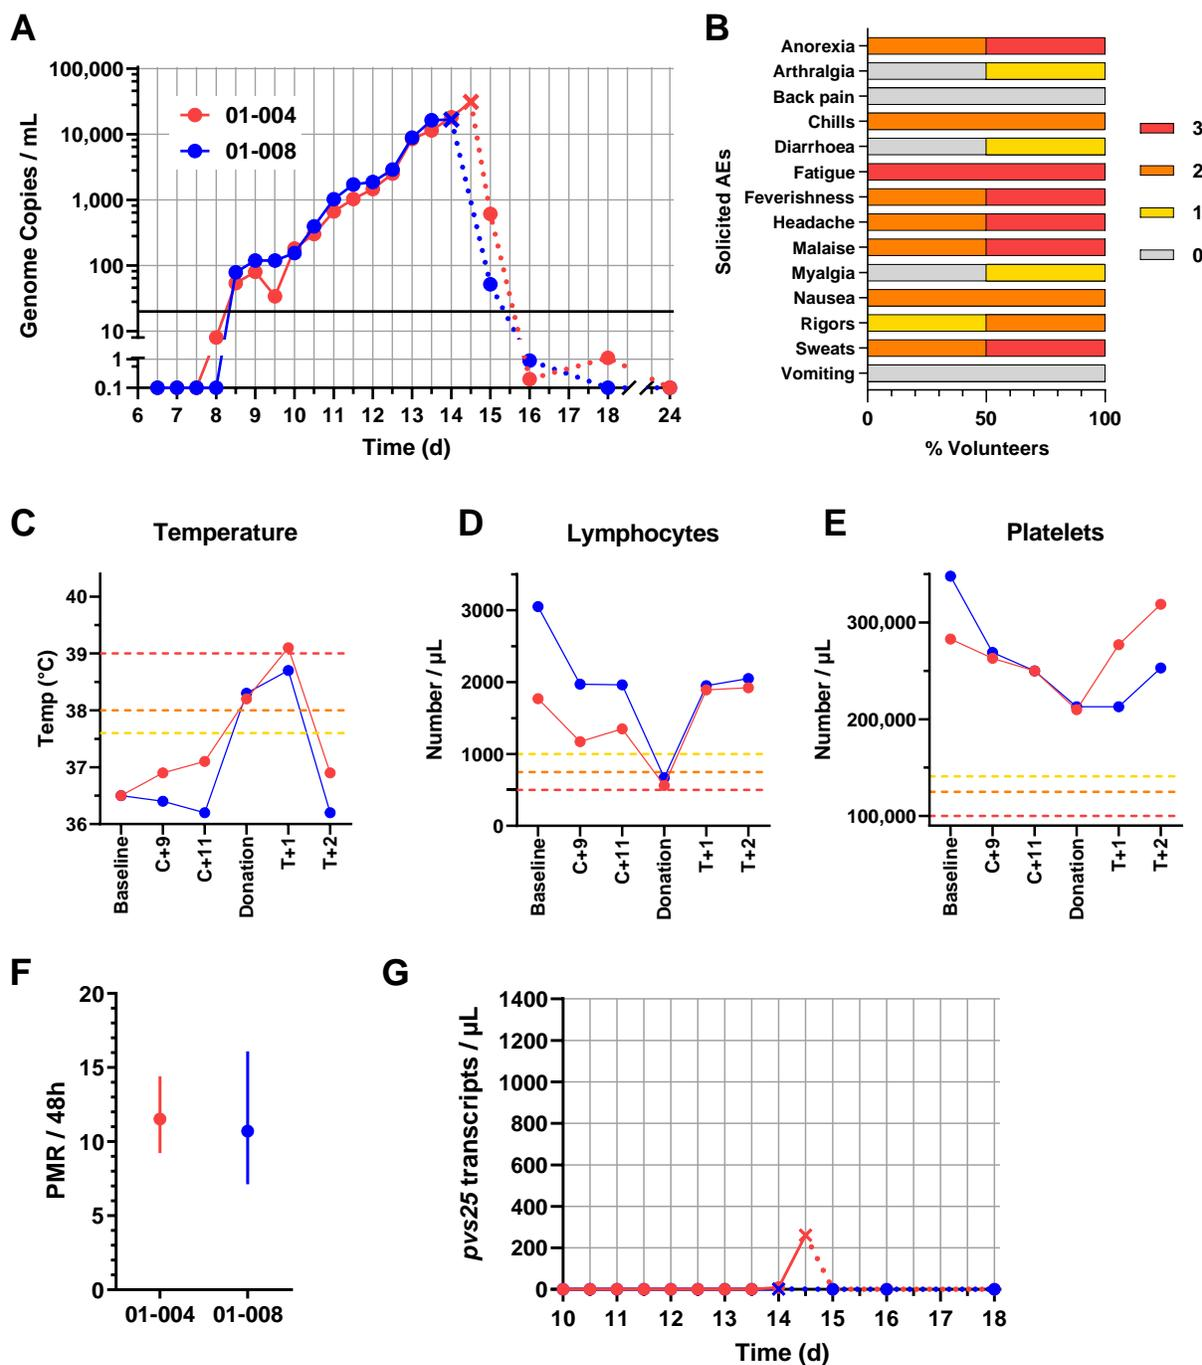 A
Genome Copies / mL
100,000
10,000
1,000
100
10
1
0.1
01-004
01-008
6 7 8 9 10 11 12 13 14 15 16 17 18 24
Time (d)
B
Solicited AEs
Anorexia
Arthralgia
Back pain
Chills
Diarrhoea
Fatigue
Feverishness
Headache
Malaise
Myalgia
Nausea
Rigors
Sweats
Vomiting
0 50 100
% Volunteers
3
2
1
0
C
Temperature
Temp (°C)
40
39
38
37
36
Baseline
C+9
C+11
Donation
T+1
T+2
D
Lymphocytes
Number / µL
3000
2000
1000
0
Baseline
C+9
C+11
Donation
T+1
T+2
E
Platelets
Number / µL
300,000
200,000
100,000
Baseline
C+9
C+11
Donation
T+1
T+2
F
PMR / 48h
20
15
10
5
0
01-004 01-008
G
pvs25 transcripts / µL
1400
1200
1000
800
600
400
200
0
10 11 12 13 14 15 16 17 18
Time (d)